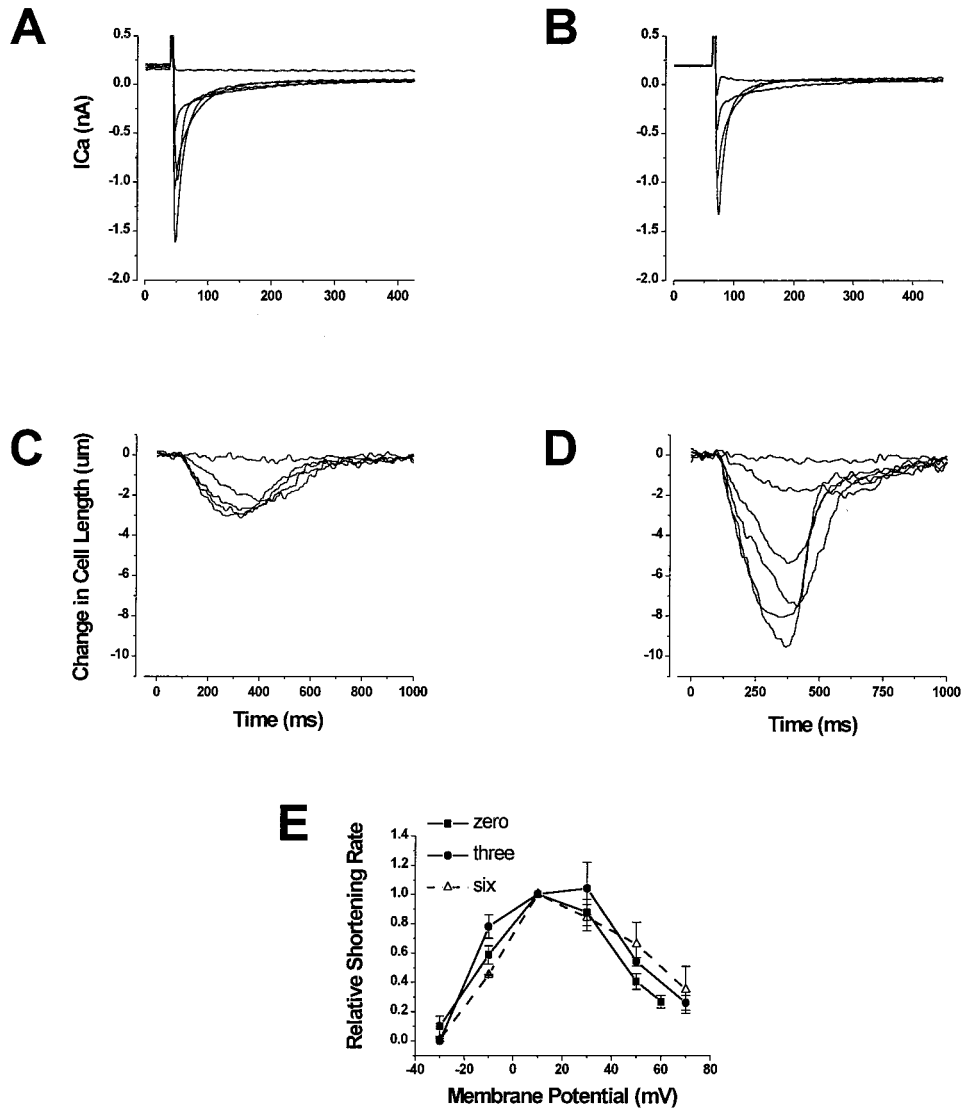 A
B
ICa (nA)
0.5
0.0
-0.5
-1.0
-1.5
-2.0
0 100 200 300 400
0.5
0.0
-0.5
-1.0
-1.5
-2.0
0 100 200 300 400
C
D
Change in Cell Length (um)
0
-2
-4
-6
-8
-10
0 200 400 600 800 1000
Time (ms)
0
-2
-4
-6
-8
-10
0 250 500 750 1000
Time (ms)
E
Relative Shortening Rate
zero
three
six
1.4
1.2
1.0
0.8
0.6
0.4
0.2
0.0
-40 -20 0 20 40 60 80
Membrane Potential (mV)